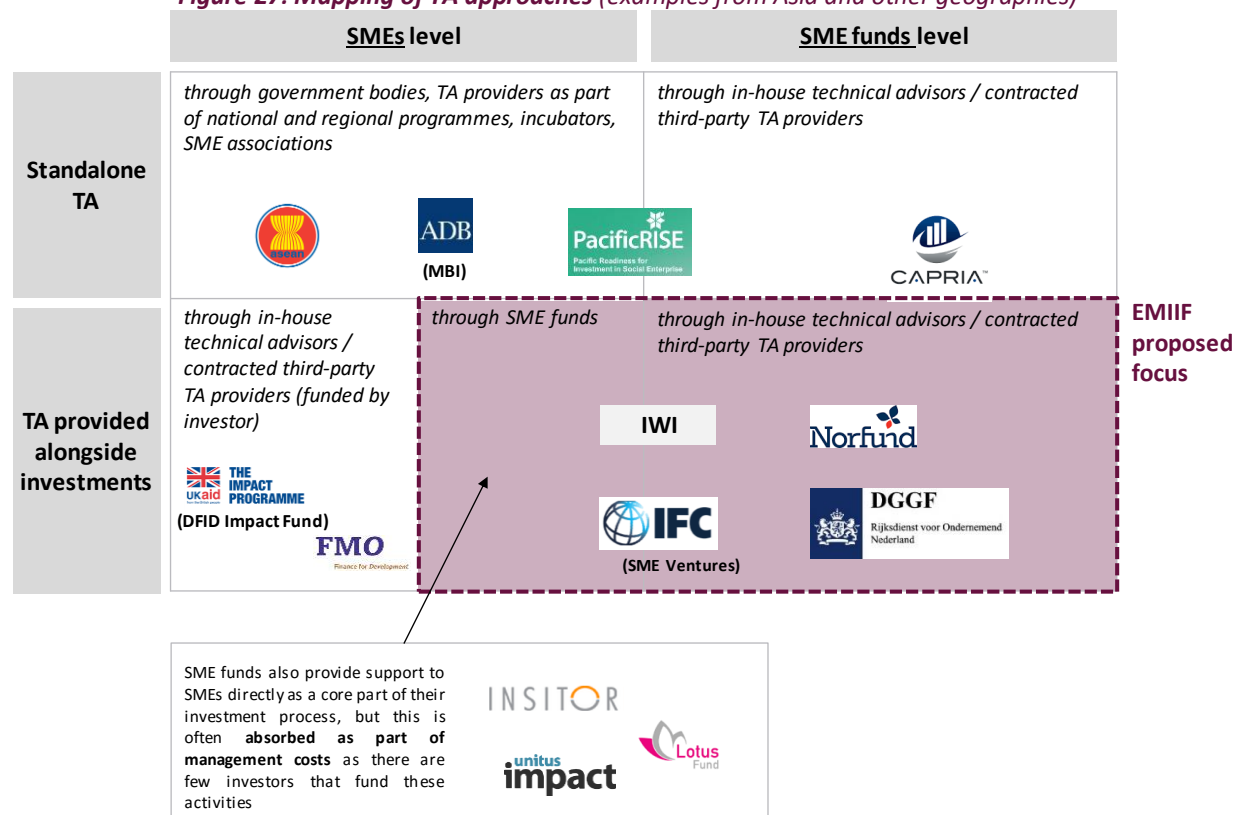 Figure 27. Mapping of TA approaches (examples from Asia and other geographies)
SMEs level
SME funds level
Standalone
TA
through government bodies, TA providers as part
of national and regional programmes, incubators,
SME associations
through in-house technical advisors / contracted
third-party TA providers
asean
ADB
(MBI)
PacificRISE
Pacific Readiness for
Investment in Social Enterprise
CAPRIA™
TA provided
alongside
investments
through in-house
technical advisors /
contracted third-party
TA providers (funded by
investor)
through SME funds
through in-house technical advisors / contracted
third-party TA providers
EMIIF
proposed
focus
IWI
Norfund
UKaid
from the British people
THE
IMPACT
PROGRAMME
(DFID Impact Fund)
FMO
Finance for Development
IFC
(SME Ventures)
DGGF
Rijksdienst voor Ondernemend
Nederland
SME funds also provide support to
SMEs directly as a core part of their
investment process, but this is
often absorbed as part of
management costs as there are
few investors that fund these
activities
INSITOR
Lotus
Fund
unitus
impact